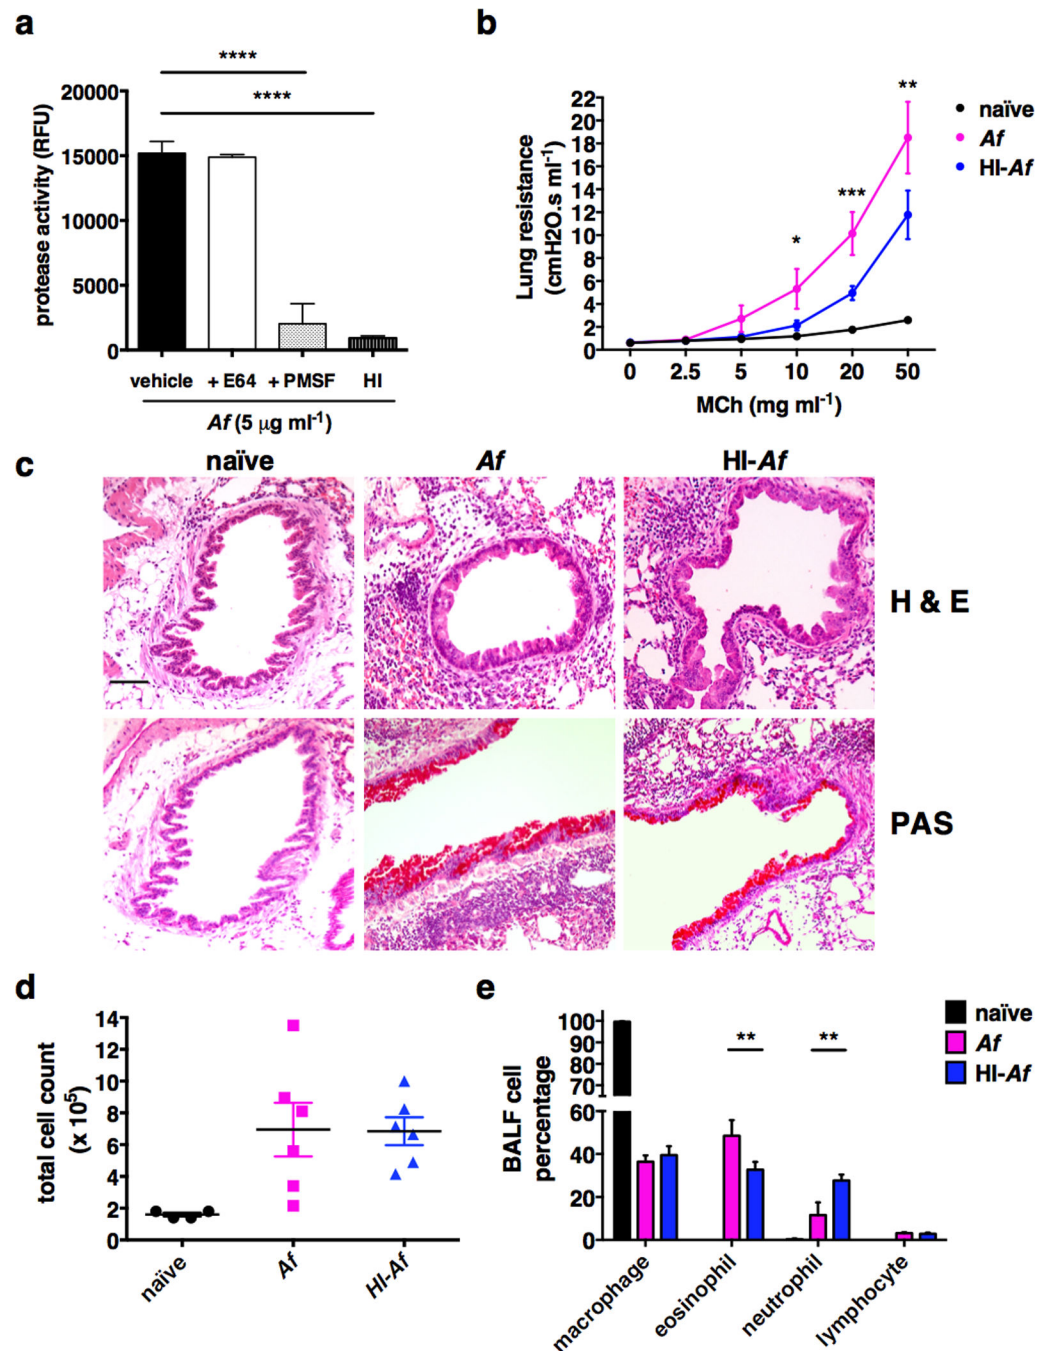 a
****
****
protease activity (RFU)
20000
15000
10000
5000
0
vehicle + E64 + PMSF HI
Af (5 µg ml-1)
b
Lung resistance
(cmH2O.s ml-1)
22
20
18
16
14
12
10
8
6
4
2
0
*
***
**
0 2.5 5 10 20 50
MCh (mg ml-1)
naïve
Af
HI-Af
c
naïve Af HI-Af
H & E
PAS
d
total cell count
(x 10⁵)
14
12
10
8
6
4
2
0
naïve Af HI-Af
e
BALF cell
percentage
100
90
80
70
60
40
20
0
** **
macrophage eosinophil neutrophil lymphocyte
naïve
Af
HI-Af